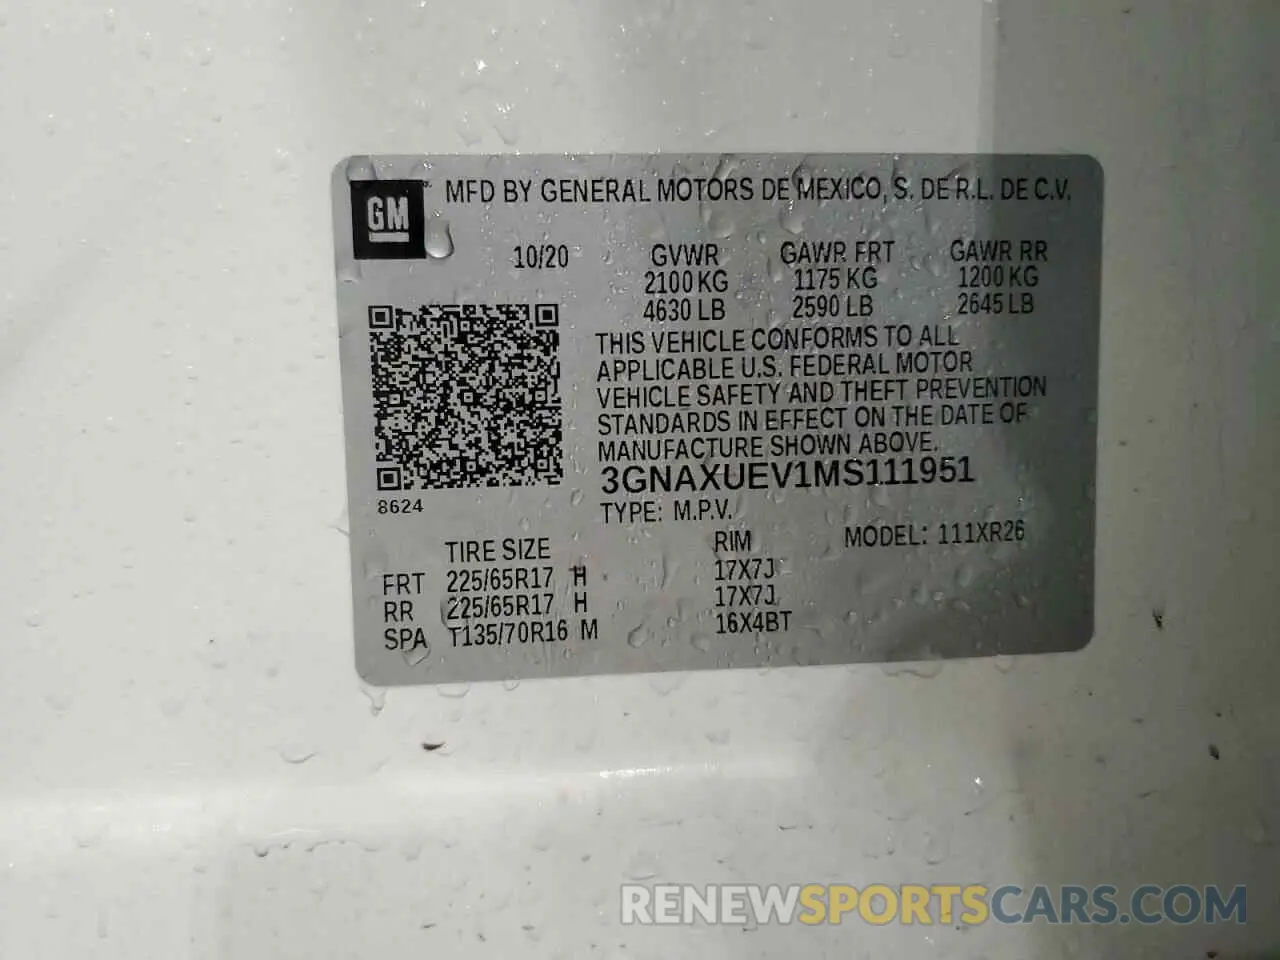 GM
MFD BY GENERAL MOTORS DE MEXICO, S. DE R.L. DE C.V.
10/20 GVWR GAWR FRT GAWR RR
2100 KG 1175 KG 1200 KG
4630 LB 2590 LB 2645 LB
THIS VEHICLE CONFORMS TO ALL
APPLICABLE U.S. FEDERAL MOTOR
VEHICLE SAFETY AND THEFT PREVENTION
STANDARDS IN EFFECT ON THE DATE OF
MANUFACTURE SHOWN ABOVE.
3GNAXUEV1MS111951
8624
TYPE: M.P.V.
TIRE SIZE RIM MODEL: 111XR26
FRT 225/65R17 H 17X7J
RR 225/65R17 H 17X7J
SPA T135/70R16 M 16X4BT
RENEWSPORTSCARS.COM